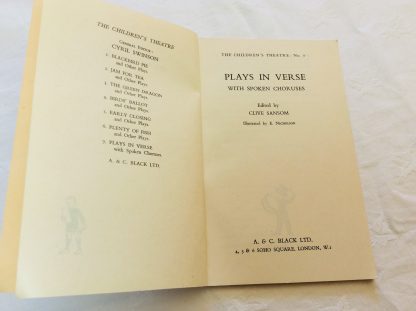 THE CHILDREN'S THEATRE
General Editor:
CYRIL SWINSON
1. BLACKBIRD PIE
and Other Plays
2. JAM FOR TEA
and Other Plays
3. THE GREEN DRAGON
and Other Plays
4. BIRDS' BALLOT
and Other Plays
5. EARLY CLOSING
and Other Plays
6. PLENTY OF FISH
and Other Plays
7. PLAYS IN VERSE
with Spoken Choruses
A. & C. BLACK LTD.
THE CHILDREN'S THEATRE: No.
PLAYS IN VERSE
WITH SPOKEN CHORUSES
Edited by
CLIVE SANSOM
Illustrated by E. NICHOLSON
A. & C. BLACK LTD.
4, 5 & 6 SOHO SQUARE, LONDON, W.1